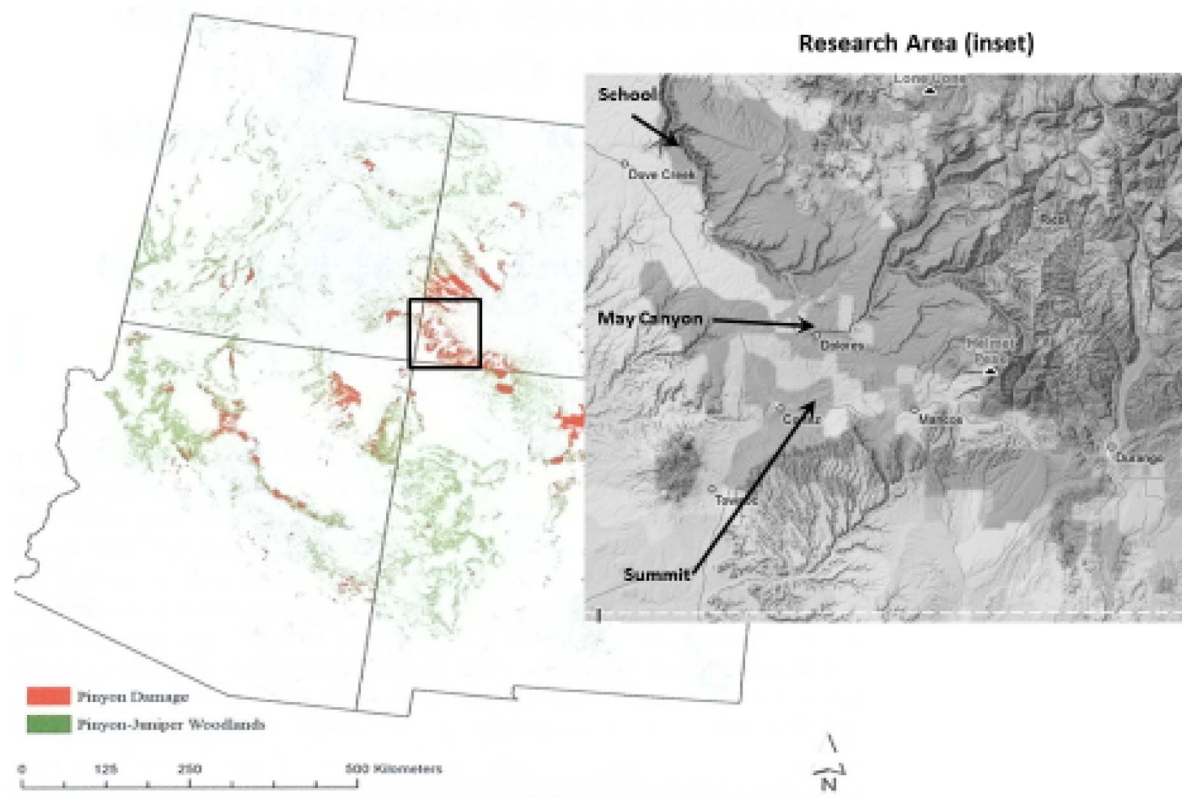 Research Area (inset)
Lone Cone
School
Dove Creek
Rico
May Canyon
Dolores
Helmet
Peak
Cortez
Mancos
Durango
Towaoc
Summit
Pinyon Damage
Pinyon-Juniper Woodlands
0 125 250 500 Kilometers
N